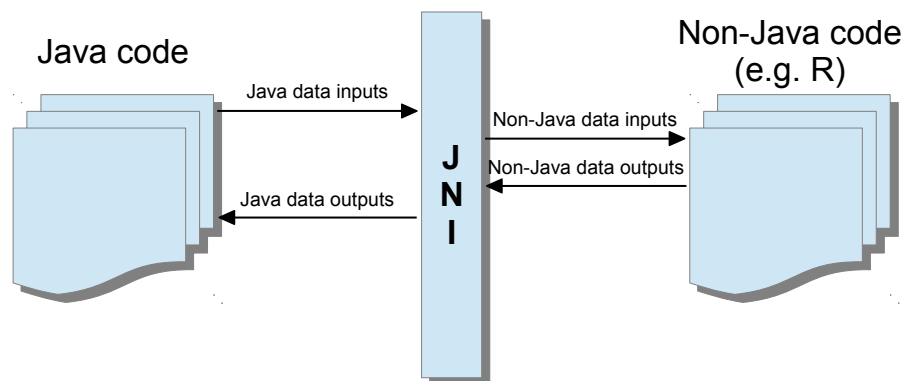 Java code
Non-Java code
(e.g. R)
Java data inputs
Non-Java data inputs
J
N
I
Non-Java data outputs
Java data outputs